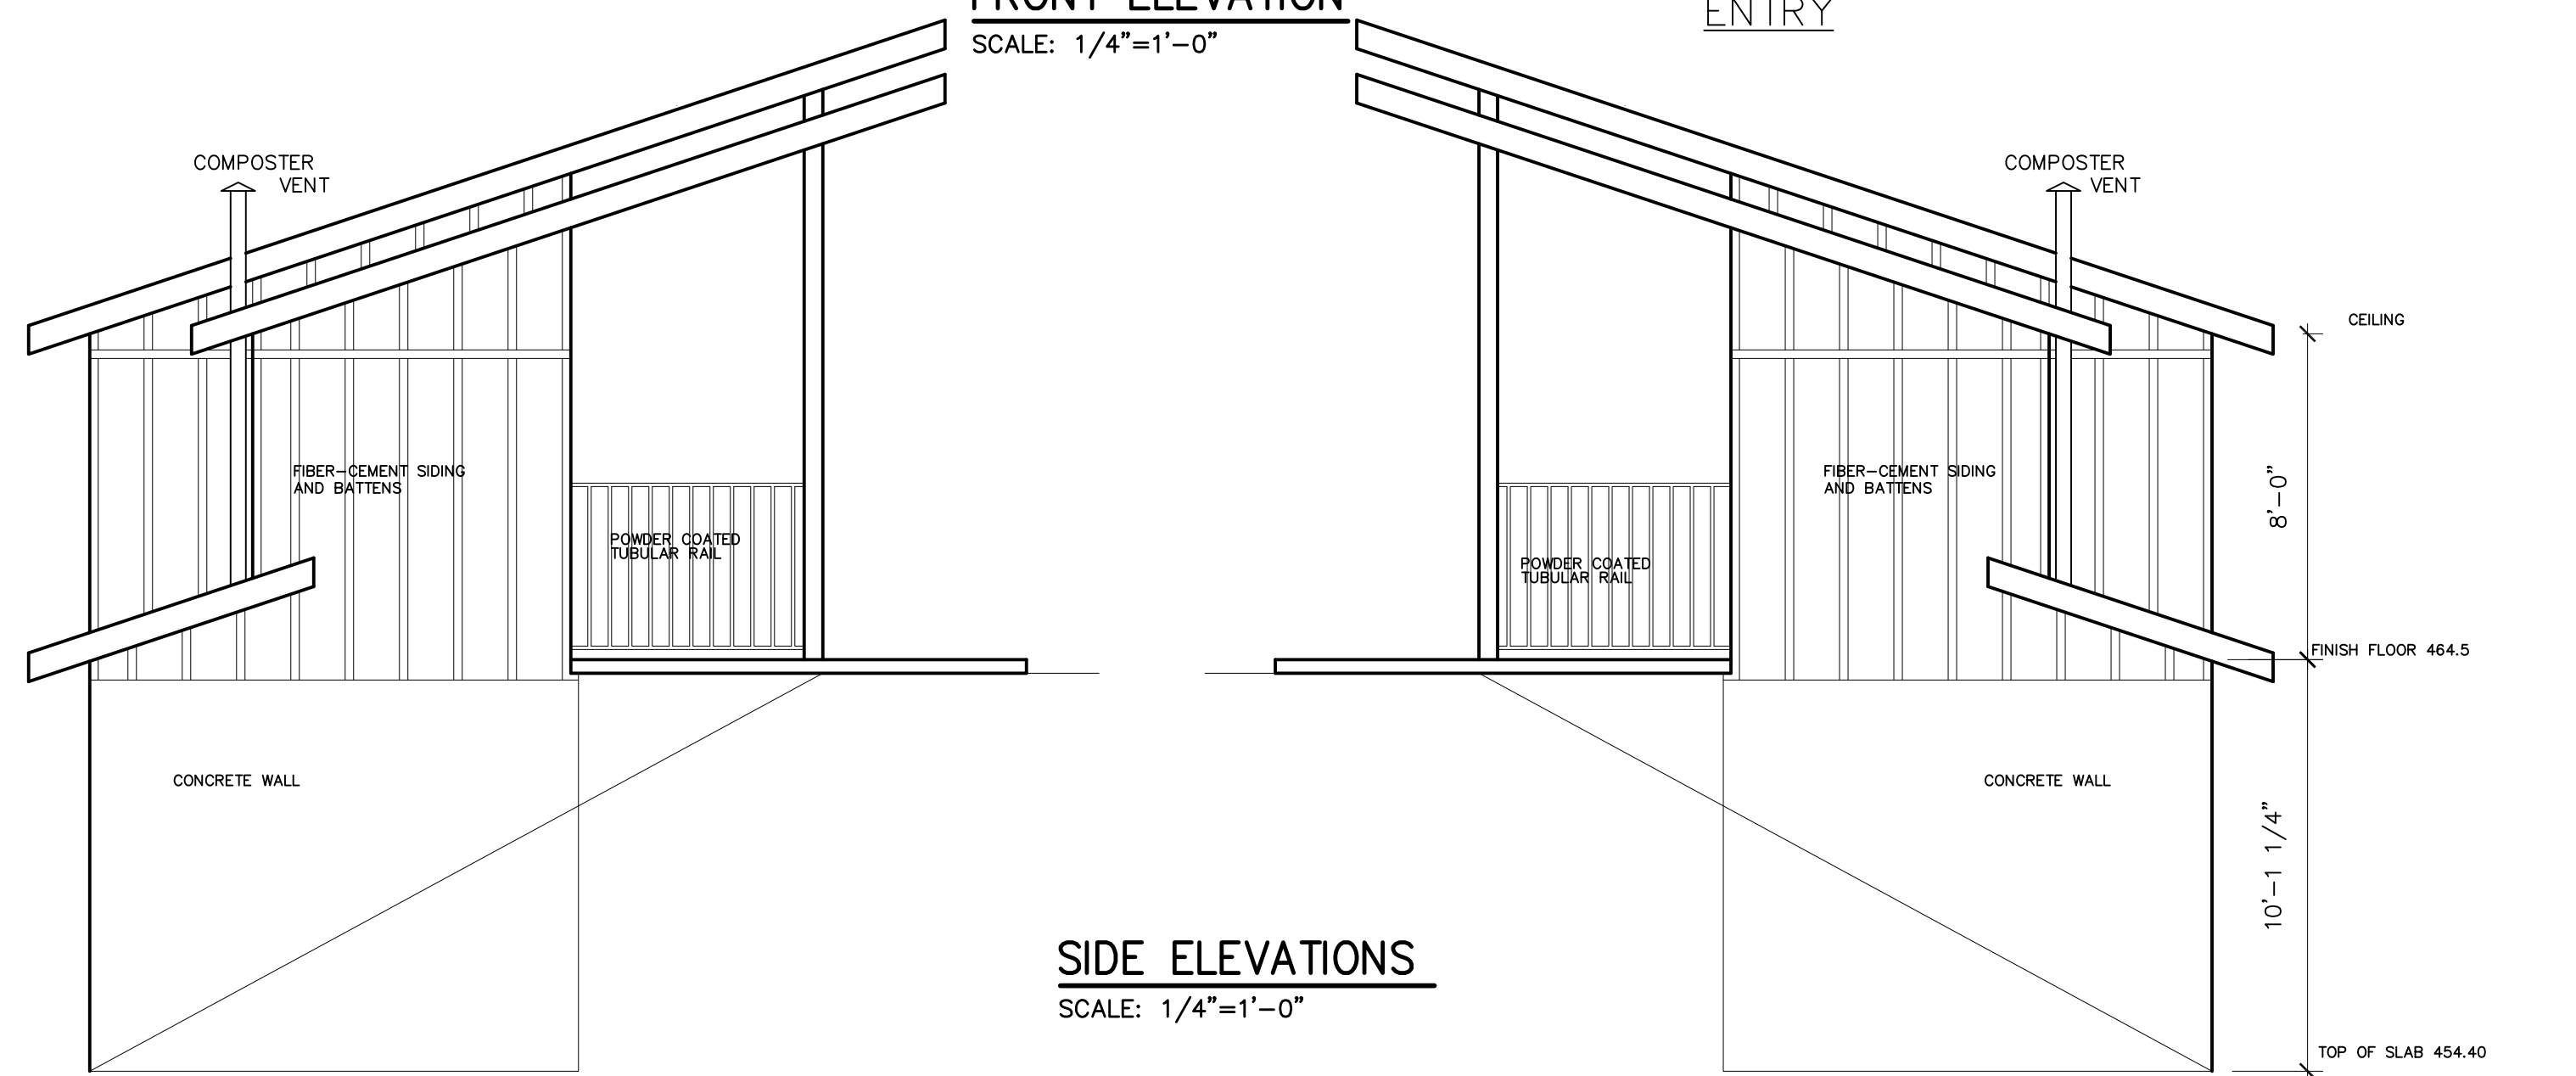 FRONT ELEVATION
SCALE: 1/4"=1'-0"
ENTRY
COMPOSTER
VENT
COMPOSTER
VENT
CEILING
FIBER-CEMENT SIDING
AND BATTENS
FIBER-CEMENT SIDING
AND BATTENS
8'-0"
POWDER COATED
TUBULAR RAIL
POWDER COATED
TUBULAR RAIL
FINISH FLOOR 464.5
CONCRETE WALL
CONCRETE WALL
10'-1 1/4"
SIDE ELEVATIONS
SCALE: 1/4"=1'-0"
TOP OF SLAB 454.40